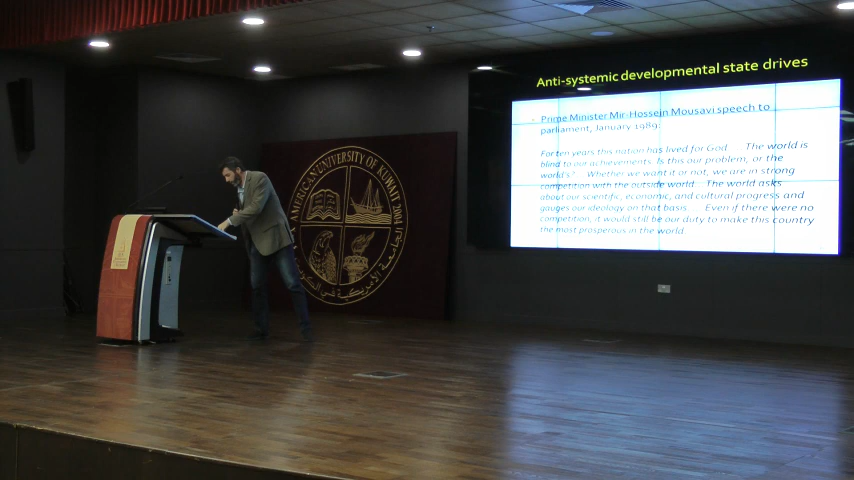 Anti-systemic developmental state drives
Prime Minister Mir-Hossein Mousavi speech to
parliament, January 1989:
For ten years this nation has lived for God. The world is
blind to our achievements. Is this our problem, or the
world's? Whether we want it or not, we are in strong
competition with the outside world. The world asks
about our scientific, economic, and cultural progress and
gauges our ideology on that basis. Even if there were no
competition, it would still be our duty to make this country
the most prosperous in the world
AMERICAN UNIVERSITY OF KUWAIT 2004
الجامعة الأمريكية في الكويت